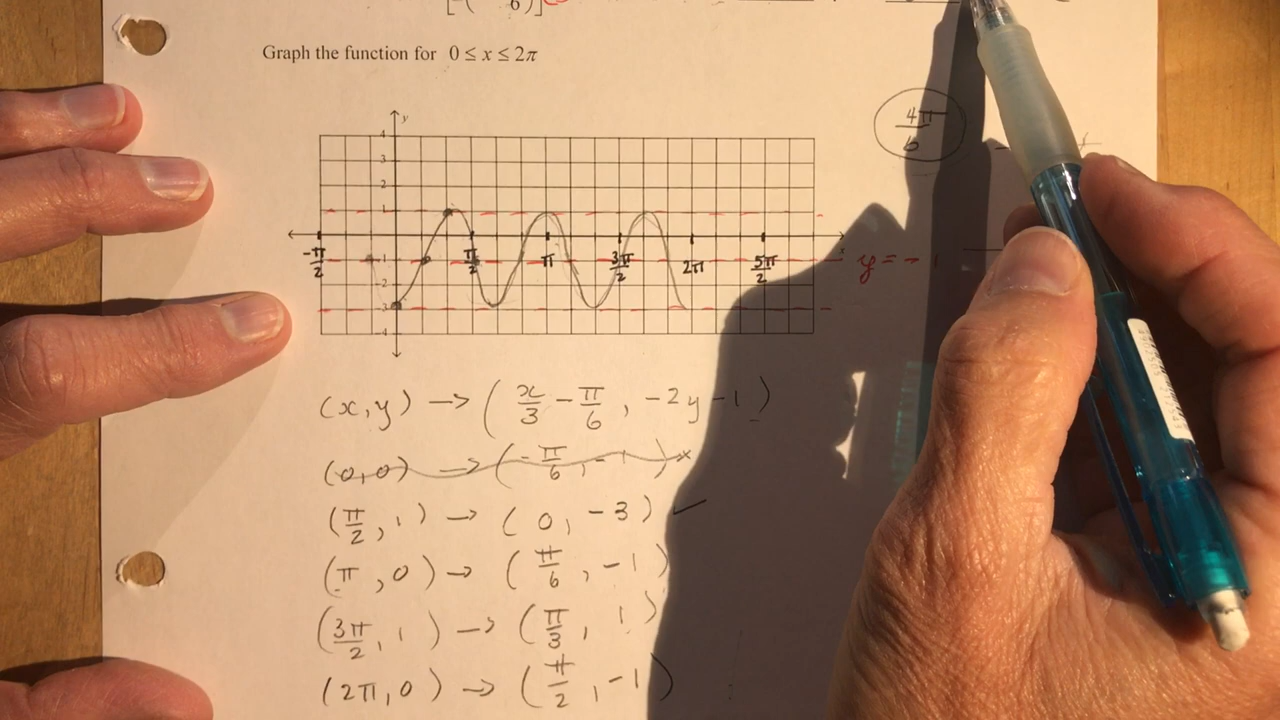 6
Graph the function for 0 ≤ x ≤ 2π
4π/6
y
4
3
2
1
-π/2 π/2 π 3π/2 2π 5π/2 x
-1
-2
-3
-4
y = - 1
(x,y) → (x/3 - π/6, -2y - 1)
(0,0) → (-π/6, -1)
(π/2, 1) → (0, -3) ✓
(π, 0) → (π/6, -1)
(3π/2, 1) → (π/3, 1)
(2π, 0) → (π/2, -1)